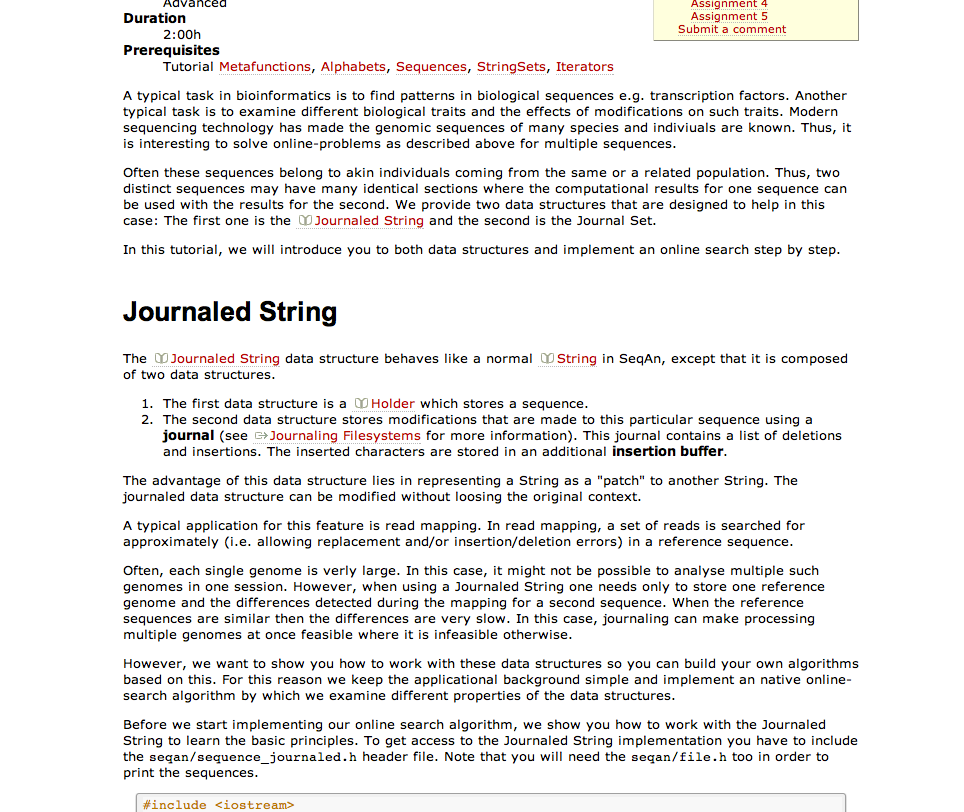 Advanced
Assignment 4
Duration
Assignment 5
2:00h
Submit a comment
Prerequisites
Tutorial Metafunctions, Alphabets, Sequences, StringSets, Iterators
A typical task in bioinformatics is to find patterns in biological sequences e.g. transcription factors. Another
typical task is to examine different biological traits and the effects of modifications on such traits. Modern
sequencing technology has made the genomic sequences of many species and indiviuals are known. Thus, it
is interesting to solve online-problems as described above for multiple sequences.
Often these sequences belong to akin individuals coming from the same or a related population. Thus, two
distinct sequences may have many identical sections where the computational results for one sequence can
be used with the results for the second. We provide two data structures that are designed to help in this
case: The first one is the Journaled String and the second is the Journal Set.
In this tutorial, we will introduce you to both data structures and implement an online search step by step.
Journaled String
The Journaled String data structure behaves like a normal String in SeqAn, except that it is composed
of two data structures.
1. The first data structure is a Holder which stores a sequence.
2. The second data structure stores modifications that are made to this particular sequence using a
journal (see Journaling Filesystems for more information). This journal contains a list of deletions
and insertions. The inserted characters are stored in an additional insertion buffer.
The advantage of this data structure lies in representing a String as a "patch" to another String. The
journaled data structure can be modified without loosing the original context.
A typical application for this feature is read mapping. In read mapping, a set of reads is searched for
approximately (i.e. allowing replacement and/or insertion/deletion errors) in a reference sequence.
Often, each single genome is verly large. In this case, it might not be possible to analyse multiple such
genomes in one session. However, when using a Journaled String one needs only to store one reference
genome and the differences detected during the mapping for a second sequence. When the reference
sequences are similar then the differences are very slow. In this case, journaling can make processing
multiple genomes at once feasible where it is infeasible otherwise.
However, we want to show you how to work with these data structures so you can build your own algorithms
based on this. For this reason we keep the applicational background simple and implement an native online-
search algorithm by which we examine different properties of the data structures.
Before we start implementing our online search algorithm, we show you how to work with the Journaled
String to learn the basic principles. To get access to the Journaled String implementation you have to include
the seqan/sequence_journaled.h header file. Note that you will need the seqan/file.h too in order to
print the sequences.
#include <iostream>